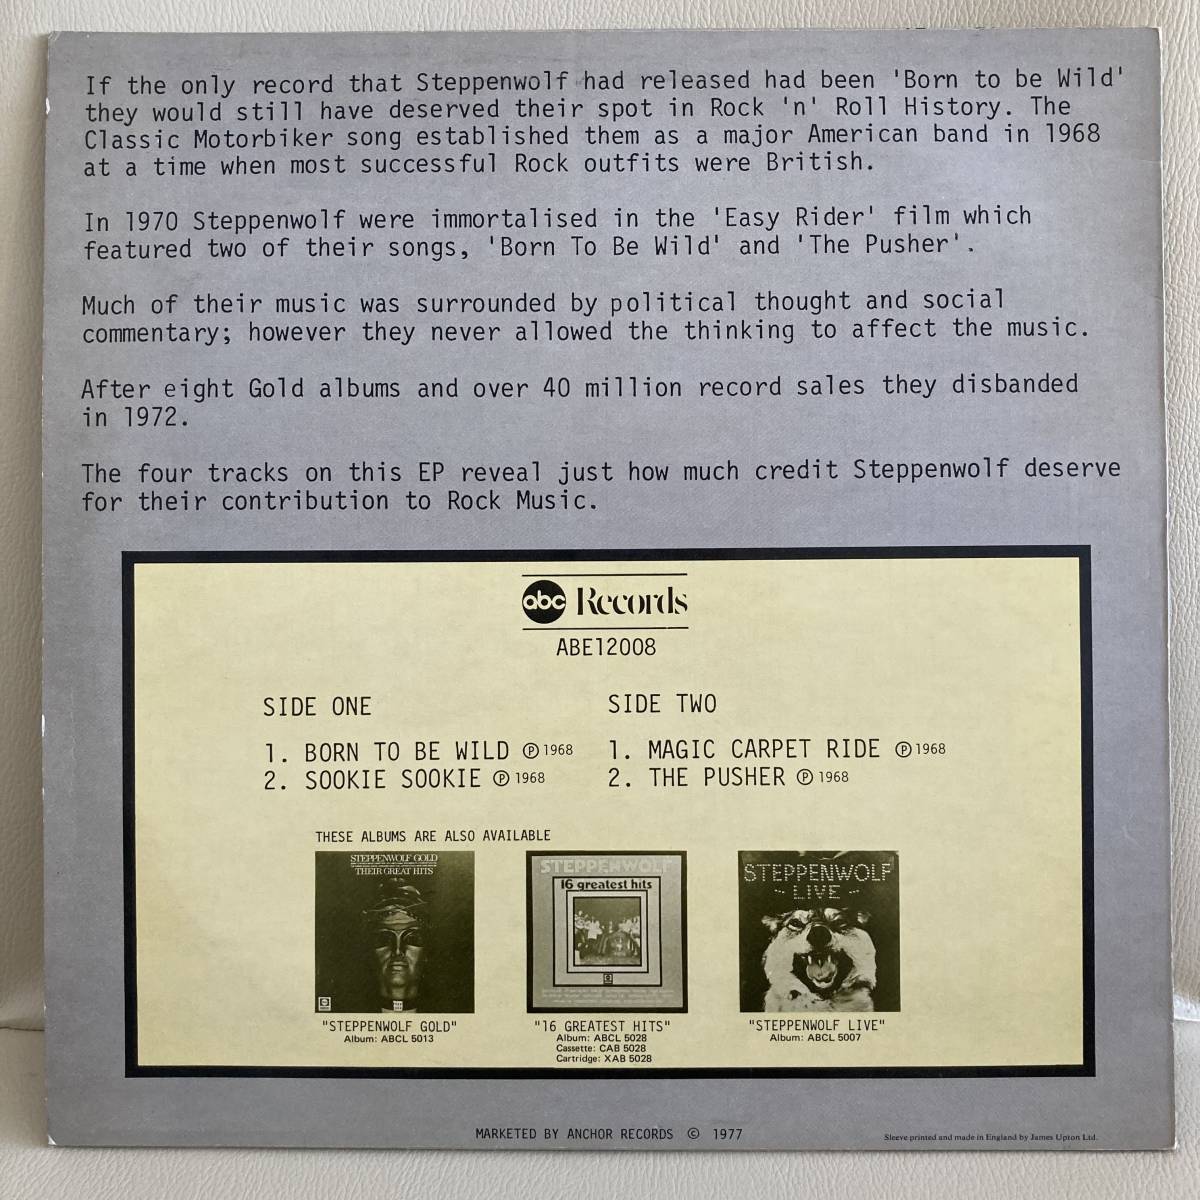 If the only record that Steppenwolf had released had been 'Born to be Wild'
they would still have deserved their spot in Rock 'n' Roll History. The
Classic Motorbiker song established them as a major American band in 1968
at a time when most successful Rock outfits were British.
In 1970 Steppenwolf were immortalised in the 'Easy Rider' film which
featured two of their songs, 'Born To Be Wild' and 'The Pusher'.
Much of their music was surrounded by political thought and social
commentary; however they never allowed the thinking to affect the music.
After eight Gold albums and over 40 million record sales they disbanded
in 1972.
The four tracks on this EP reveal just how much credit Steppenwolf deserve
for their contribution to Rock Music.
abc Records
ABE12008
SIDE ONE
1. BORN TO BE WILD ℗ 1968
2. SOOKIE SOOKIE ℗ 1968
SIDE TWO
1. MAGIC CARPET RIDE ℗ 1968
2. THE PUSHER ℗ 1968
THESE ALBUMS ARE ALSO AVAILABLE
STEPPENWOLF GOLD
THEIR GREAT HITS
"STEPPENWOLF GOLD"
Album: ABCL 5013
STEPPENWOLF
16 greatest hits
"16 GREATEST HITS"
Album: ABCL 5028
Cassette: CAB 5028
Cartridge: XAB 5028
STEPPENWOLF
- LIVE -
"STEPPENWOLF LIVE"
Album: ABCL 5007
MARKETED BY ANCHOR RECORDS © 1977
Sleeve printed and made in England by James Upton Ltd.